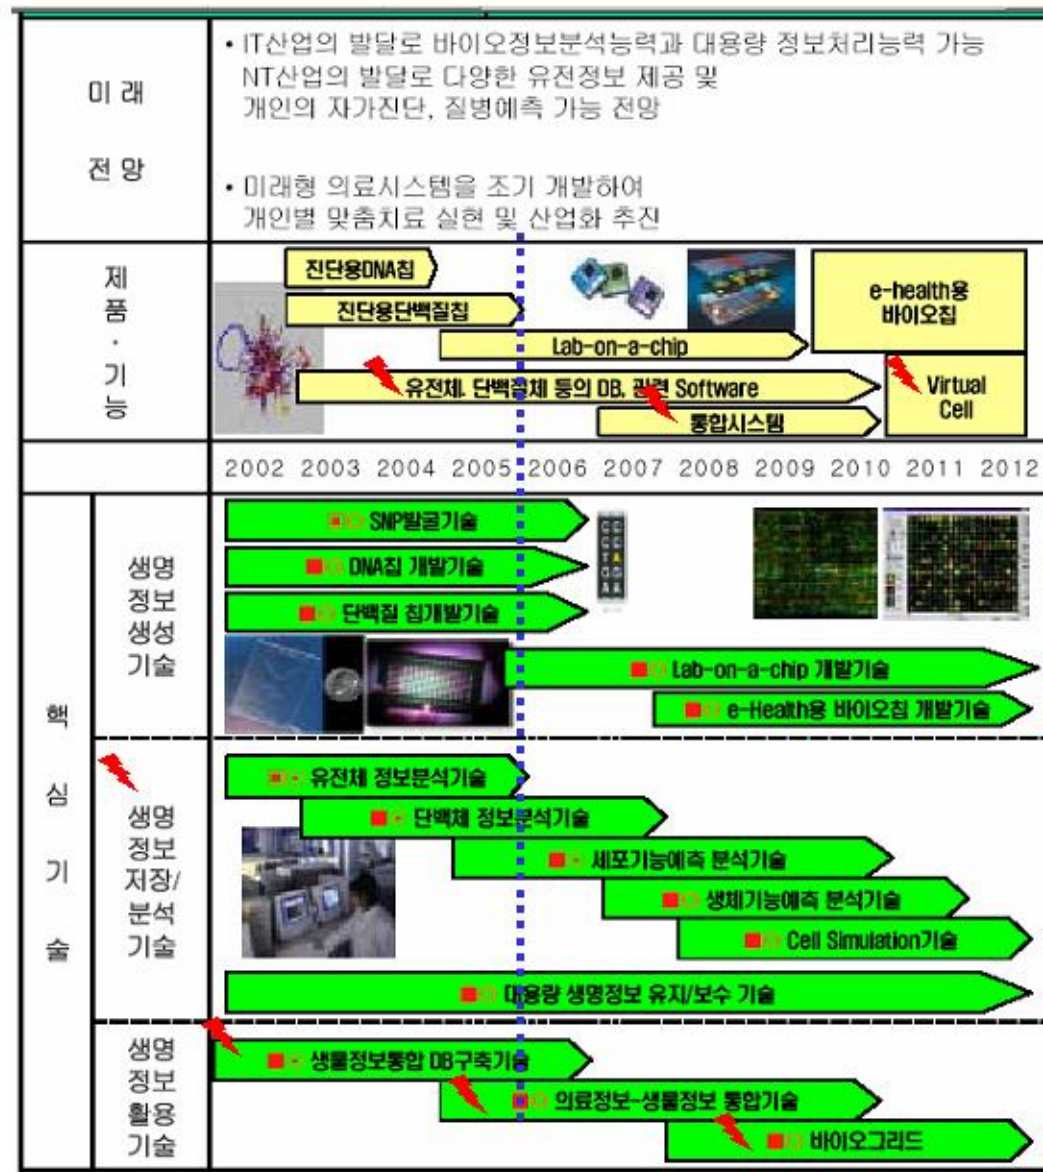 미 래
전 망
• IT산업의 발달로 바이오정보분석능력과 대용량 정보처리능력 가능
NT산업의 발달로 다양한 유전정보 제공 및
개인의 자가진단, 질병예측 가능 전망
• 미래형 의료시스템을 조기 개발하여
개인별 맞춤치료 실현 및 산업화 추진
제
품
·
기
능
진단용DNA칩
진단용단백질칩
Lab-on-a-chip
e-health용
바이오칩
유전체, 단백질체 등의 DB, 관련 Software
통합시스템
Virtual
Cell
2002 2003 2004 2005 2006 2007 2008 2009 2010 2011 2012
핵
심
기
술
생명
정보
생성
기술
SNP발굴기술
DNA칩 개발기술
단백질 칩개발기술
Lab-on-a-chip 개발기술
e-Health용 바이오칩 개발기술
생명
정보
저장/
분석
기술
유전체 정보분석기술
단백체 정보분석기술
세포기능예측 분석기술
생체기능예측 분석기술
Cell Simulation기술
대용량 생명정보 유지/보수 기술
생명
정보
활용
기술
생물정보통합 DB구축기술
의료정보-생물정보 통합기술
바이오그리드